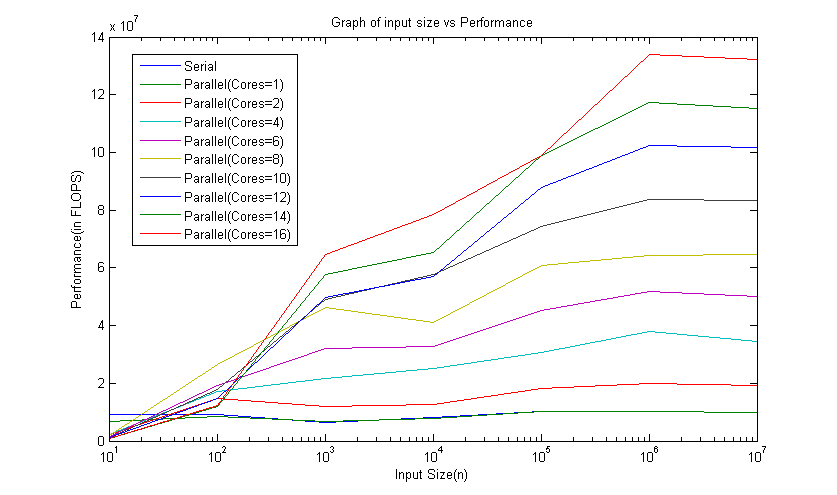 Graph of input size vs Performance
x 10^7
14
12
10
8
6
4
2
0
Performance(in FLOPS)
Serial
Parallel(Cores=1)
Parallel(Cores=2)
Parallel(Cores=4)
Parallel(Cores=6)
Parallel(Cores=8)
Parallel(Cores=10)
Parallel(Cores=12)
Parallel(Cores=14)
Parallel(Cores=16)
10^1 10^2 10^3 10^4 10^5 10^6 10^7
Input Size(n)